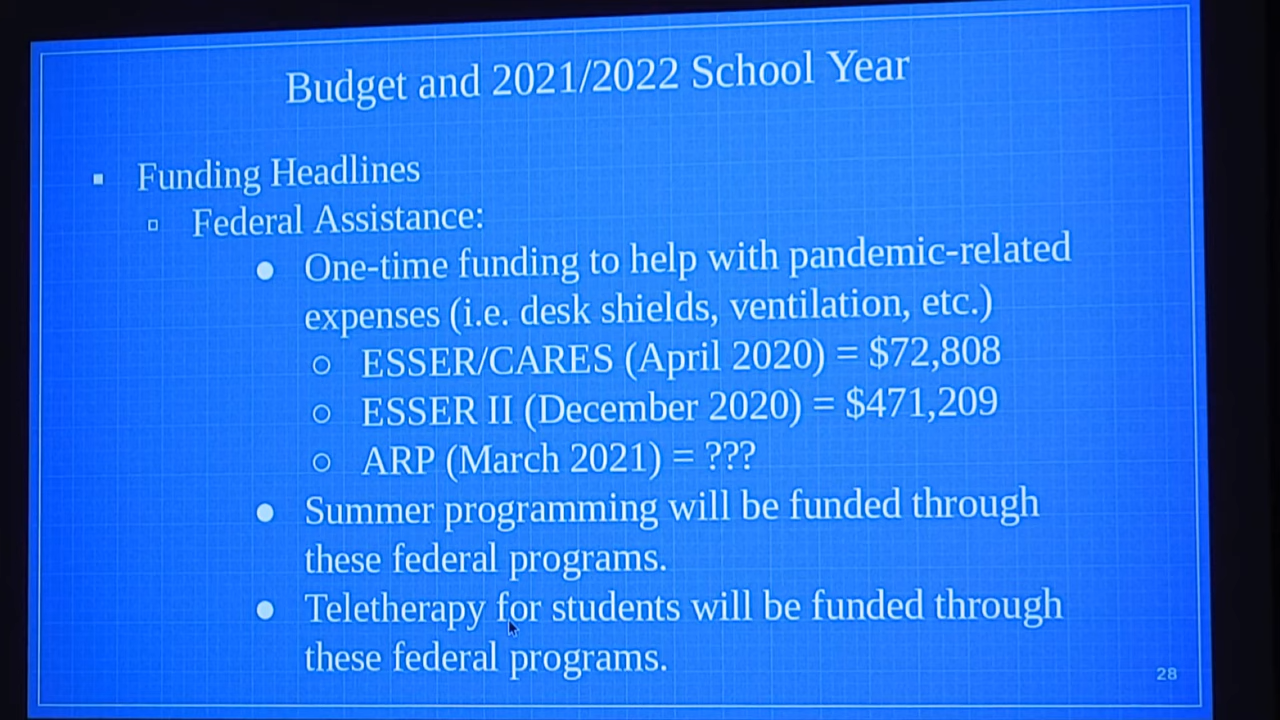 Budget and 2021/2022 School Year
Funding Headlines
Federal Assistance:
One-time funding to help with pandemic-related
expenses (i.e. desk shields, ventilation, etc.)
ESSER/CARES (April 2020) = $72,808
ESSER II (December 2020) = $471,209
ARP (March 2021) = ???
Summer programming will be funded through
these federal programs.
Teletherapy for students will be funded through
these federal programs.
28